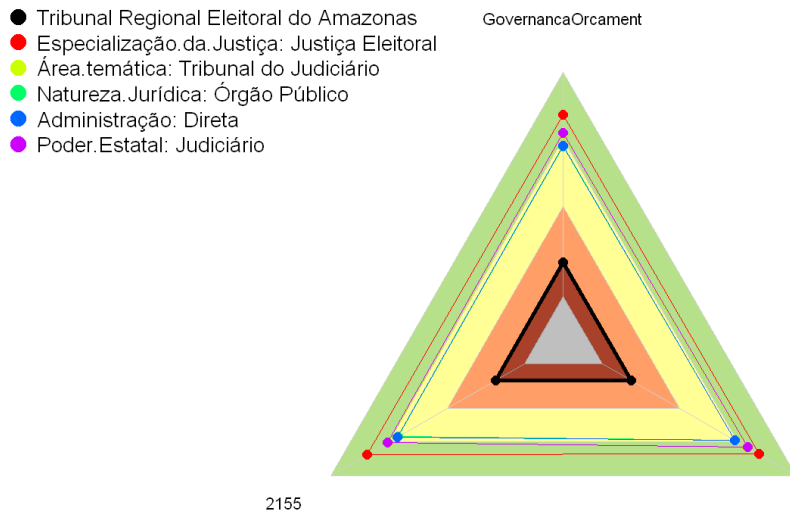 Tribunal Regional Eleitoral do Amazonas
Especialização.da.Justiça: Justiça Eleitoral
Área.temática: Tribunal do Judiciário
Natureza.Jurídica: Órgão Público
Administração: Direta
Poder.Estatal: Judiciário
GovernancaOrcament
2155